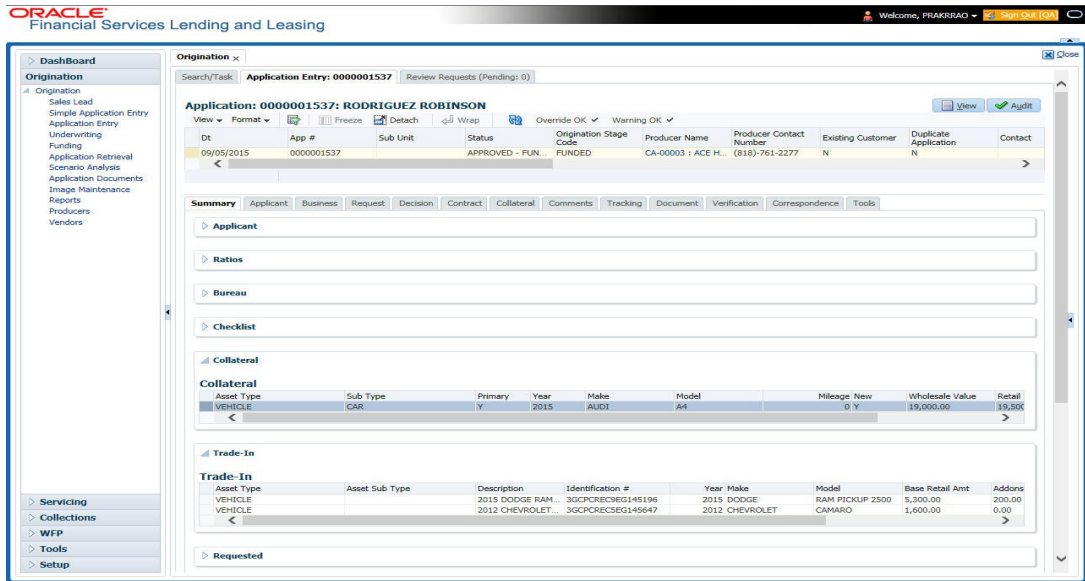 ORACLE
Financial Services Lending and Leasing
Welcome, PRAKRRAO Sign Out [QA]
Close
DashBoard
Origination
Origination
Sales Lead
Simple Application Entry
Application Entry
Underwriting
Funding
Application Retrieval
Scenario Analysis
Application Documents
Image Maintenance
Reports
Producers
Vendors
Servicing
Collections
WFP
Tools
Setup
Origination
Search/Task Application Entry: 0000001537 Review Requests (Pending: 0)
Application: 0000001537: RODRIGUEZ ROBINSON View Audit
View Format Freeze Detach Wrap Override OK Warning OK
Dt App # Sub Unit Status Origination Stage Code Producer Name Producer Contact Number Existing Customer Duplicate Application Contact
09/05/2015 0000001537 APPROVED - FUN... FUNDED CA-00003 : ACE H... (818)-761-2277 N N
Summary Applicant Business Request Decision Contract Collateral Comments Tracking Document Verification Correspondence Tools
Applicant
Ratios
Bureau
Checklist
Collateral
Collateral
Asset Type Sub Type Primary Year Make Model Mileage New Wholesale Value Retail
VEHICLE CAR Y 2015 AUDI A4 0 Y 19,000.00 19,500
Trade-In
Trade-In
Asset Type Asset Sub Type Description Identification # Year Make Model Base Retail Amt Addons
VEHICLE 2015 DODGE RAM... 3GCPCREC9EG145196 2015 DODGE RAM PICKUP 2500 5,300.00 200.00
VEHICLE 2012 CHEVROLET... 3GCPCREC5EG145647 2012 CHEVROLET CAMARO 1,600.00 0.00
Requested